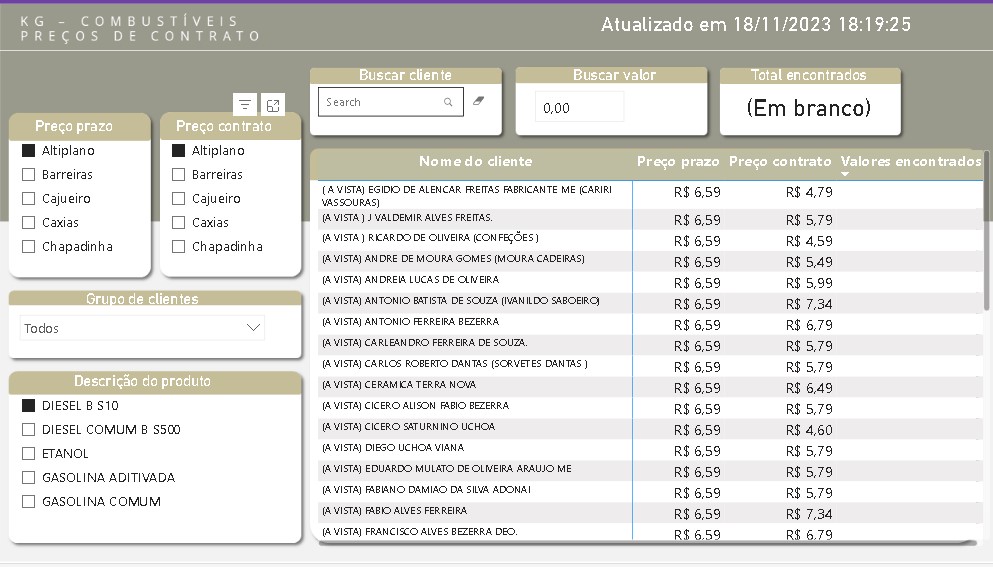 KG – COMBUSTÍVEIS
PREÇOS DE CONTRATO
Atualizado em 18/11/2023 18:19:25
Buscar cliente
Search
Buscar valor
0,00
Total encontrados
(Em branco)
Preço prazo
Altiplano
Barreiras
Cajueiro
Caxias
Chapadinha
Preço contrato
Altiplano
Barreiras
Cajueiro
Caxias
Chapadinha
Grupo de clientes
Todos
Descrição do produto
DIESEL B S10
DIESEL COMUM B S500
ETANOL
GASOLINA ADITIVADA
GASOLINA COMUM
Nome do cliente Preço prazo Preço contrato Valores encontrados
( A VISTA) EGIDIO DE ALENCAR FREITAS FABRICANTE ME (CARIRI VASSOURAS) R$ 6,59 R$ 4,79
(A VISTA ) J VALDEMIR ALVES FREITAS. R$ 6,59 R$ 5,79
(A VISTA ) RICARDO DE OLIVEIRA (CONFEÇÕES ) R$ 6,59 R$ 4,59
(A VISTA) ANDRE DE MOURA GOMES (MOURA CADEIRAS) R$ 6,59 R$ 5,49
(A VISTA) ANDREIA LUCAS DE OLIVEIRA R$ 6,59 R$ 5,99
(A VISTA) ANTONIO BATISTA DE SOUZA (IVANILDO SABOEIRO) R$ 6,59 R$ 7,34
(A VISTA) ANTONIO FERREIRA BEZERRA R$ 6,59 R$ 6,79
(A VISTA) CARLEANDRO FERREIRA DE SOUZA. R$ 6,59 R$ 5,79
(A VISTA) CARLOS ROBERTO DANTAS (SORVETES DANTAS ) R$ 6,59 R$ 5,79
(A VISTA) CERAMICA TERRA NOVA R$ 6,59 R$ 6,49
(A VISTA) CICERO ALISON FABIO BEZERRA R$ 6,59 R$ 5,79
(A VISTA) CICERO SATURNINO UCHOA R$ 6,59 R$ 4,60
(A VISTA) DIEGO UCHOA VIANA R$ 6,59 R$ 5,79
(A VISTA) EDUARDO MULATO DE OLIVEIRA ARAUJO ME R$ 6,59 R$ 5,79
(A VISTA) FABIANO DAMIAO DA SILVA ADONAI R$ 6,59 R$ 5,79
(A VISTA) FABIO ALVES FERREIRA R$ 6,59 R$ 7,34
(A VISTA) FRANCISCO ALVES BEZERRA DEO. R$ 6,59 R$ 6,79